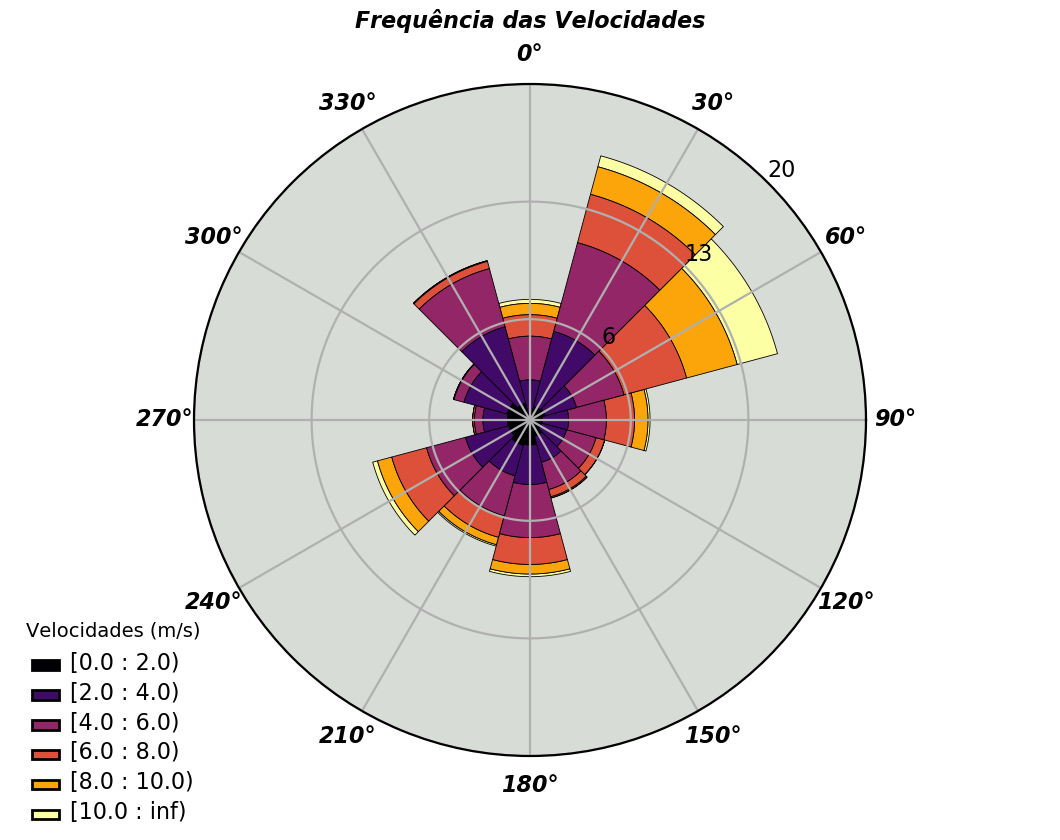 Frequência das Velocidades
0°
330°
30°
20
300°
60°
13
6
270°
90°
240°
120°
210°
150°
180°
Velocidades (m/s)
[0.0 : 2.0)
[2.0 : 4.0)
[4.0 : 6.0)
[6.0 : 8.0)
[8.0 : 10.0)
[10.0 : inf)